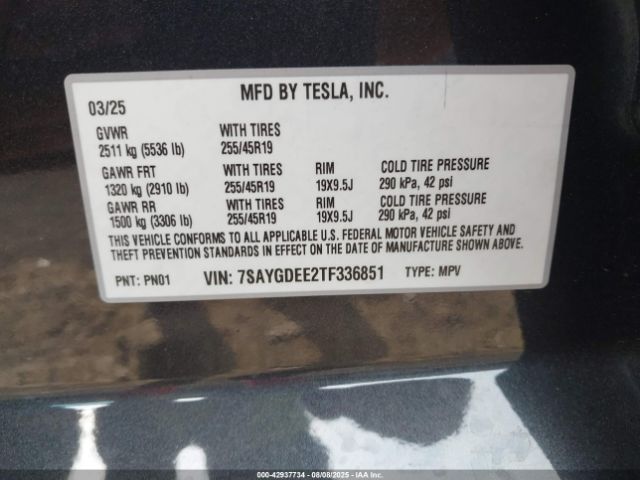 MFD BY TESLA, INC.
03/25
GVWR WITH TIRES
2511 kg (5536 lb) 255/45R19
GAWR FRT WITH TIRES RIM COLD TIRE PRESSURE
1320 kg (2910 lb) 255/45R19 19X9.5J 290 kPa, 42 psi
GAWR RR WITH TIRES RIM COLD TIRE PRESSURE
1500 kg (3306 lb) 255/45R19 19X9.5J 290 kPa, 42 psi
THIS VEHICLE CONFORMS TO ALL APPLICABLE U.S. FEDERAL MOTOR VEHICLE SAFETY AND
THEFT PREVENTION STANDARDS IN EFFECT ON THE DATE OF MANUFACTURE SHOWN ABOVE.
PNT: PN01 VIN: 7SAYGDEE2TF336851 TYPE: MPV
000-42937734 - 08/08/2025 - IAA Inc.